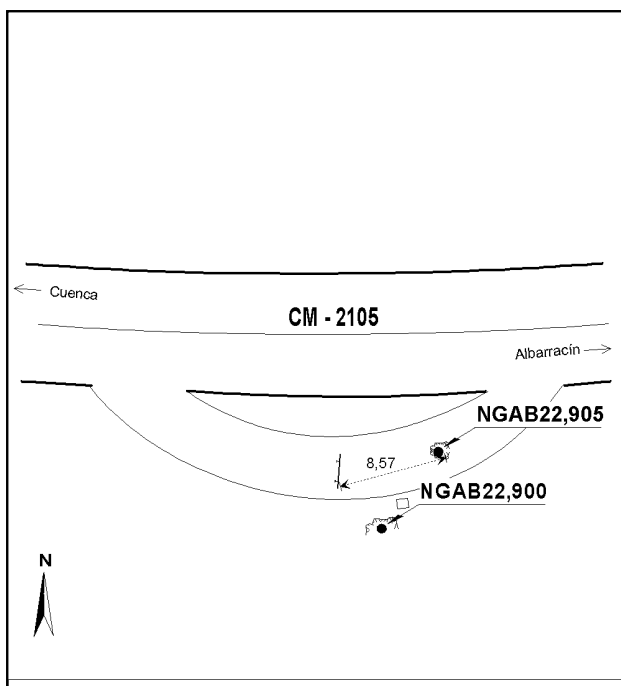 Cuenca
CM - 2105
Albarracín
NGAB22,905
8,57
NGAB22,900
N